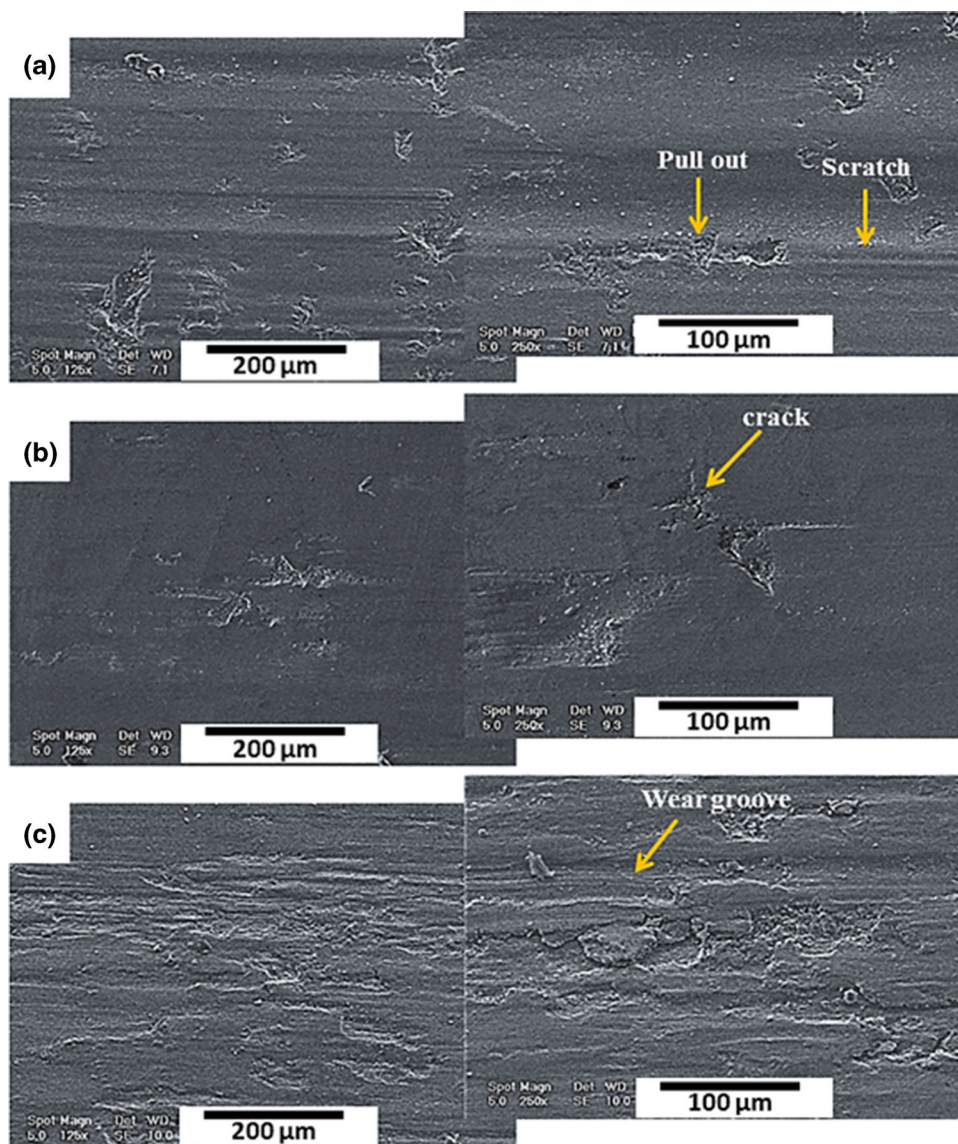 (a)
Pull out
Scratch
Spot Magn Det WD
5.0 125x SE 7.1
200 µm
Spot Magn Det WD
5.0 250x SE 7.1
100 µm
(b)
crack
Spot Magn Det WD
5.0 125x SE 9.3
200 µm
Spot Magn Det WD
5.0 250x SE 9.3
100 µm
(c)
Wear groove
Spot Magn Det WD
5.0 125x SE 10.0
200 µm
Spot Magn Det WD
5.0 250x SE 10.0
100 µm